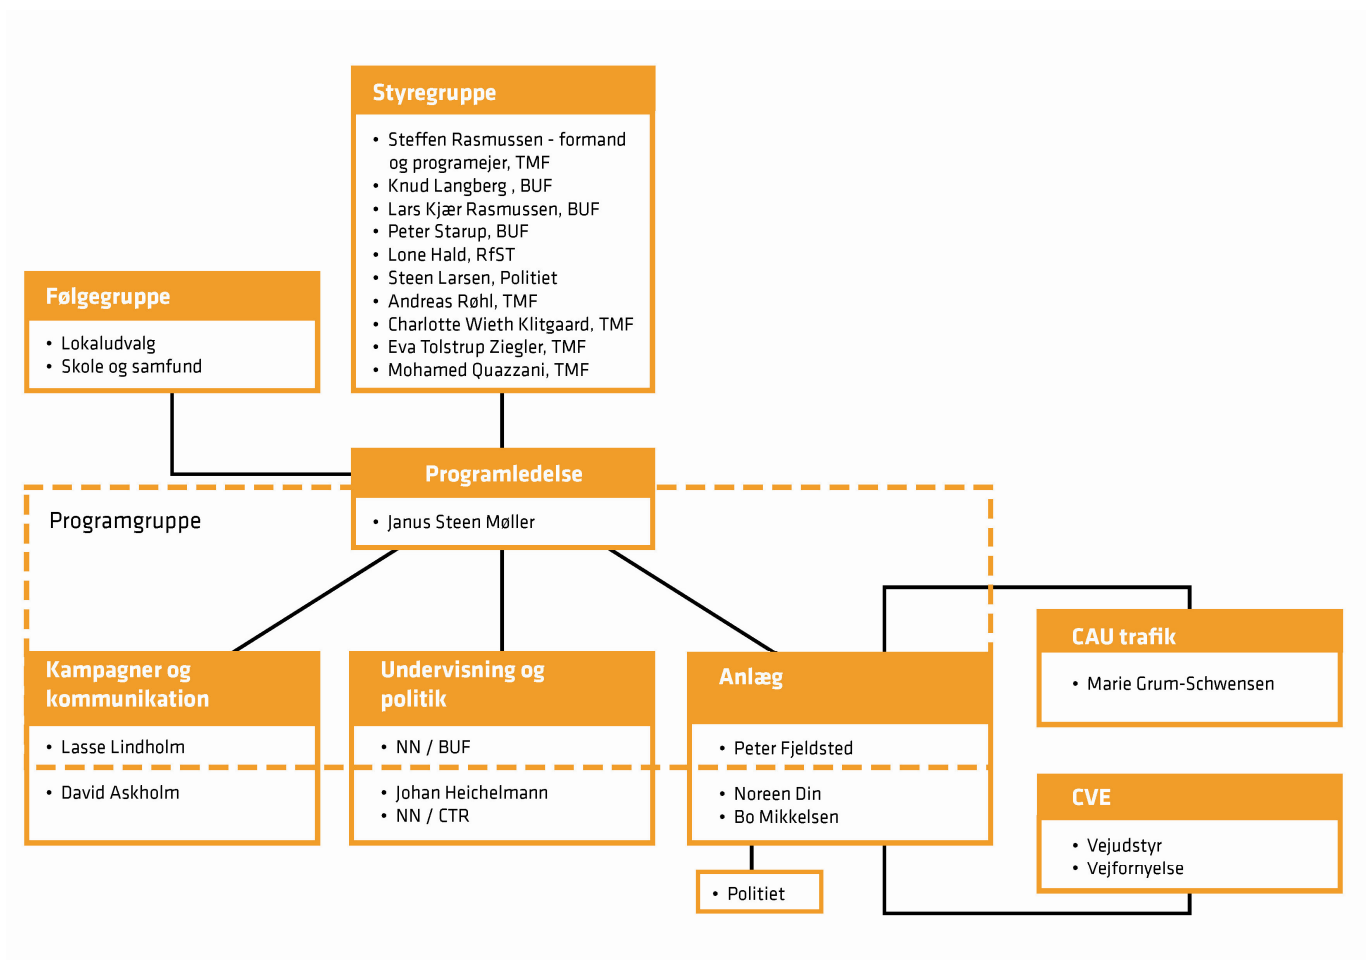 Styregruppe
• Steffen Rasmussen - formand
og programejer, TMF
• Knud Langberg , BUF
• Lars Kjær Rasmussen, BUF
• Peter Starup, BUF
• Lone Hald, RfST
• Steen Larsen, Politiet
• Andreas Røhl, TMF
• Charlotte Wieth Klitgaard, TMF
• Eva Tolstrup Ziegler, TMF
• Mohamed Quazzani, TMF
Følgegruppe
• Lokaludvalg
• Skole og samfund
Programledelse
• Janus Steen Møller
Programgruppe
Kampagner og
kommunikation
• Lasse Lindholm
• David Askholm
Undervisning og
politik
• NN / BUF
• Johan Heichelmann
• NN / CTR
Anlæg
• Peter Fjeldsted
• Noreen Din
• Bo Mikkelsen
• Politiet
CAU trafik
• Marie Grum-Schwensen
CVE
• Vejudstyr
• Vejfornyelse